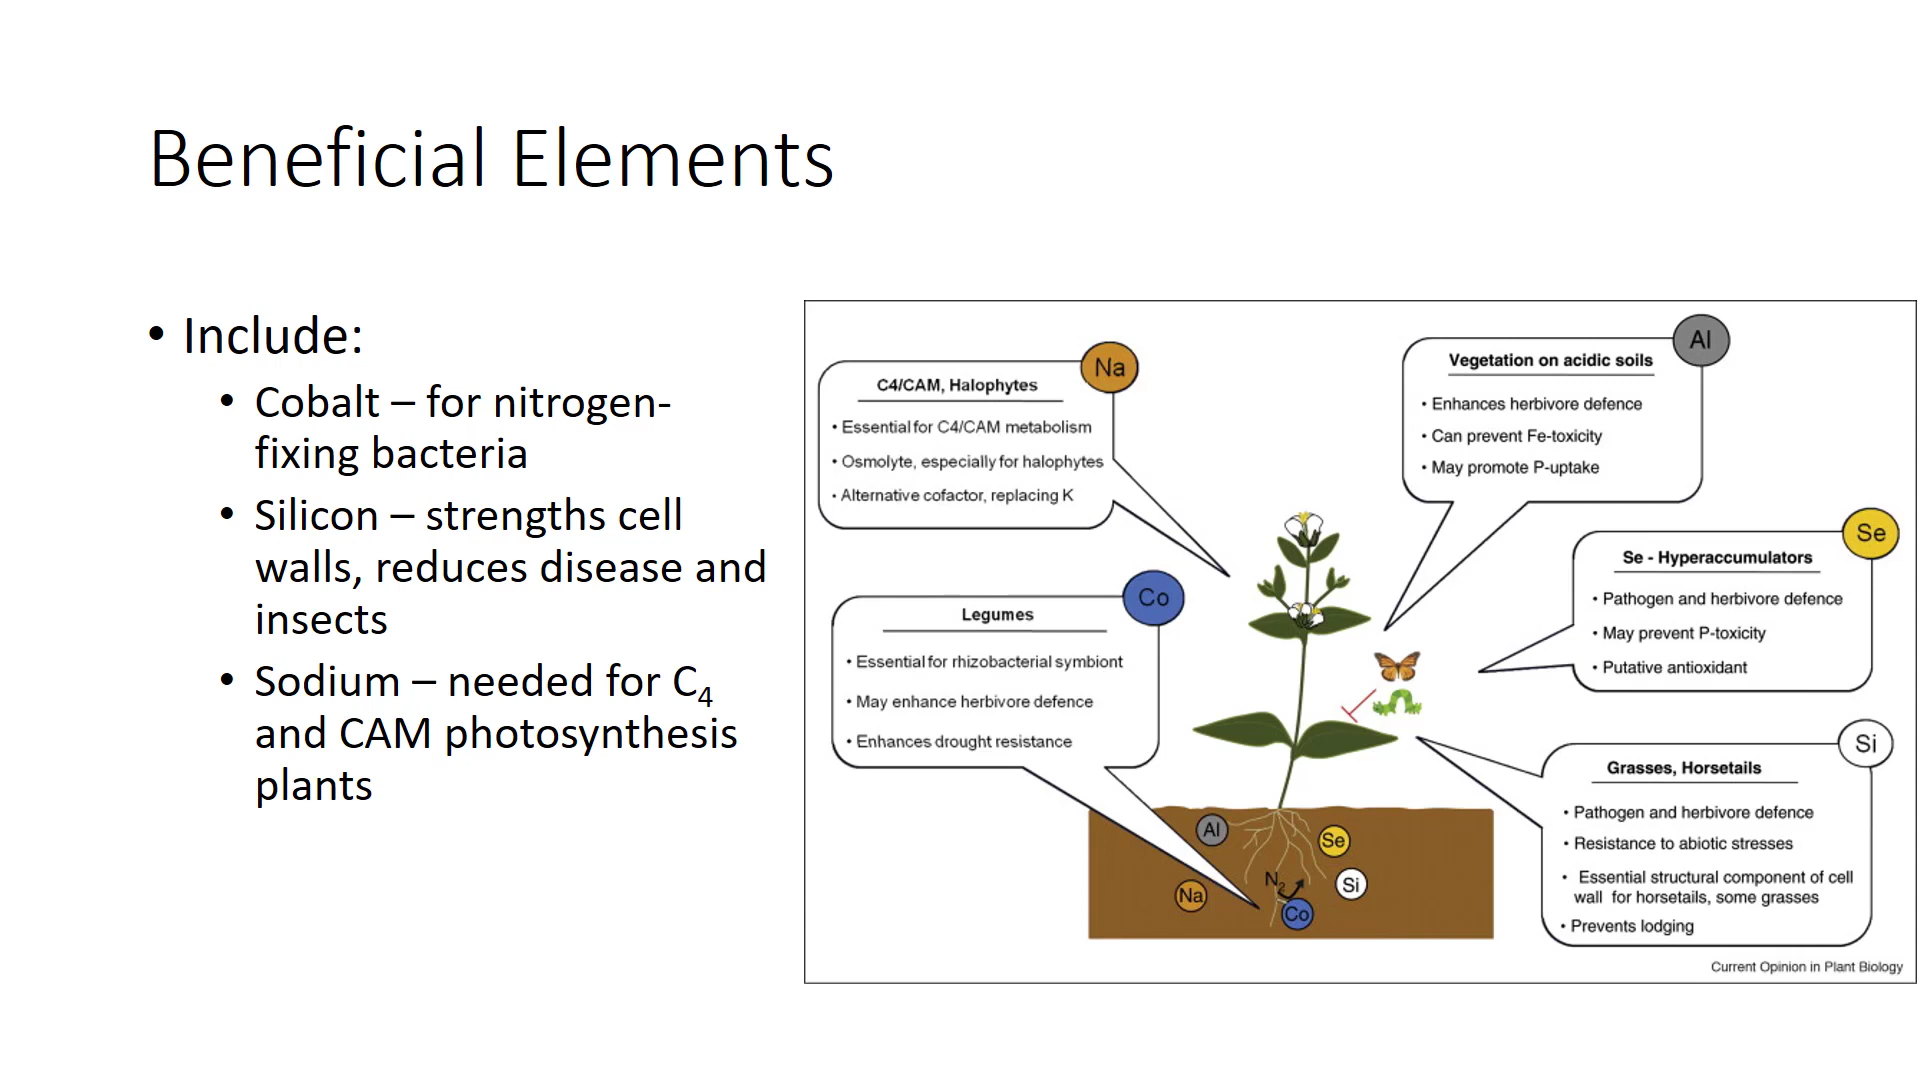 Beneficial Elements
• Include:
• Cobalt – for nitrogen-
fixing bacteria
• Silicon – strengths cell
walls, reduces disease and
insects
• Sodium – needed for C4
and CAM photosynthesis
plants
Na
C4/CAM, Halophytes
• Essential for C4/CAM metabolism
• Osmolyte, especially for halophytes
• Alternative cofactor, replacing K
Co
Legumes
• Essential for rhizobacterial symbiont
• May enhance herbivore defence
• Enhances drought resistance
Al
Vegetation on acidic soils
• Enhances herbivore defence
• Can prevent Fe-toxicity
• May promote P-uptake
Se
Se - Hyperaccumulators
• Pathogen and herbivore defence
• May prevent P-toxicity
• Putative antioxidant
Si
Grasses, Horsetails
• Pathogen and herbivore defence
• Resistance to abiotic stresses
• Essential structural component of cell
wall for horsetails, some grasses
• Prevents lodging
Al
Se
N2
Si
Na
Co
Current Opinion in Plant Biology